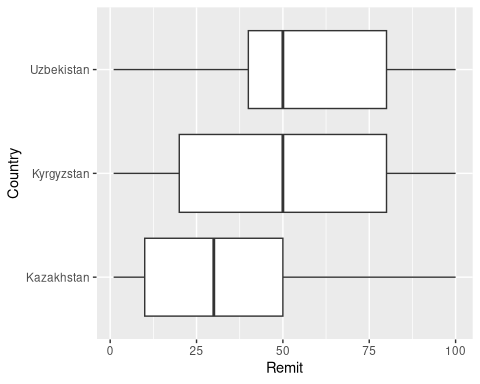 Uzbekistan
Kyrgyzstan
Kazakhstan
Country
0 25 50 75 100
Remit